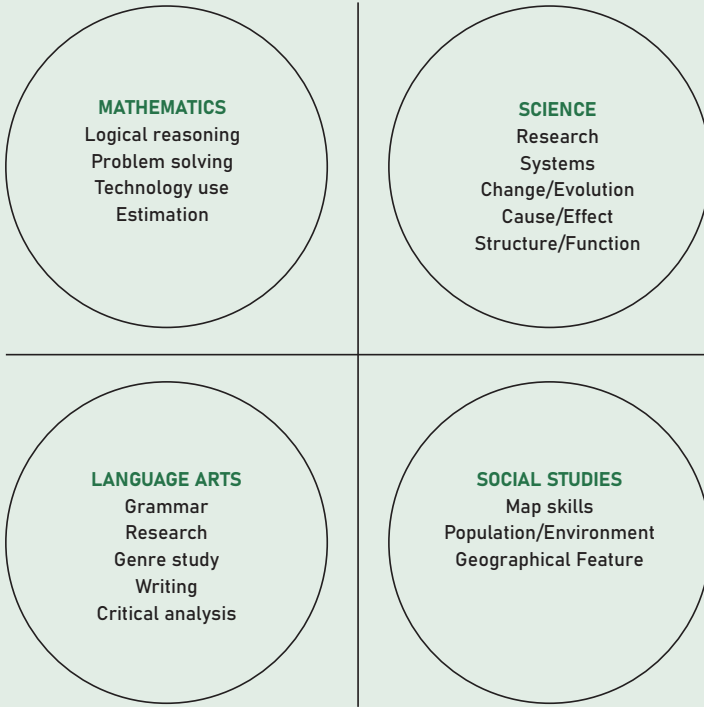 MATHEMATICS
Logical reasoning
Problem solving
Technology use
Estimation
SCIENCE
Research
Systems
Change/Evolution
Cause/Effect
Structure/Function
LANGUAGE ARTS
Grammar
Research
Genre study
Writing
Critical analysis
SOCIAL STUDIES
Map skills
Population/Environment
Geographical Feature